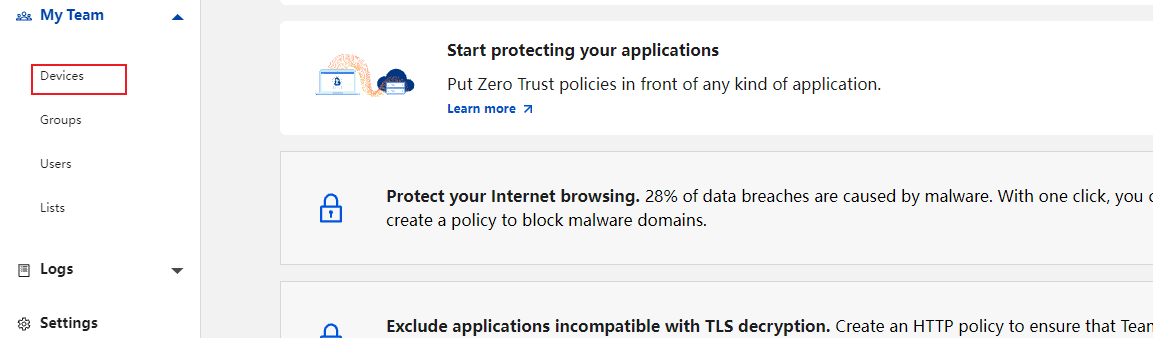 My Team
Devices
Groups
Users
Lists
Logs
Settings
Start protecting your applications
Put Zero Trust policies in front of any kind of application.
Learn more
Protect your Internet browsing. 28% of data breaches are caused by malware. With one click, you
create a policy to block malware domains.
Exclude applications incompatible with TLS decryption. Create an HTTP policy to ensure that Tear